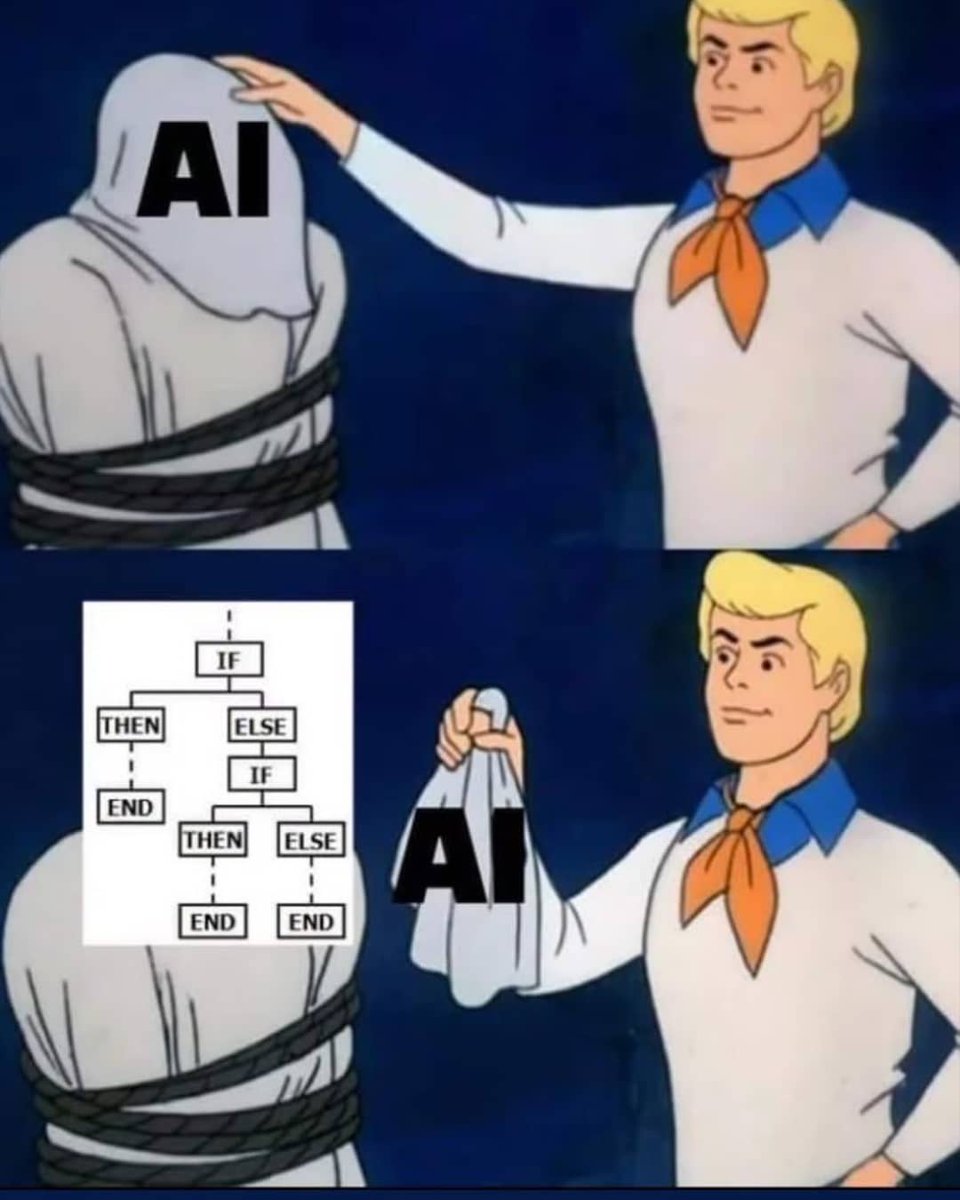 AI
IF
THEN ELSE
IF
END
THEN ELSE
END END
AI